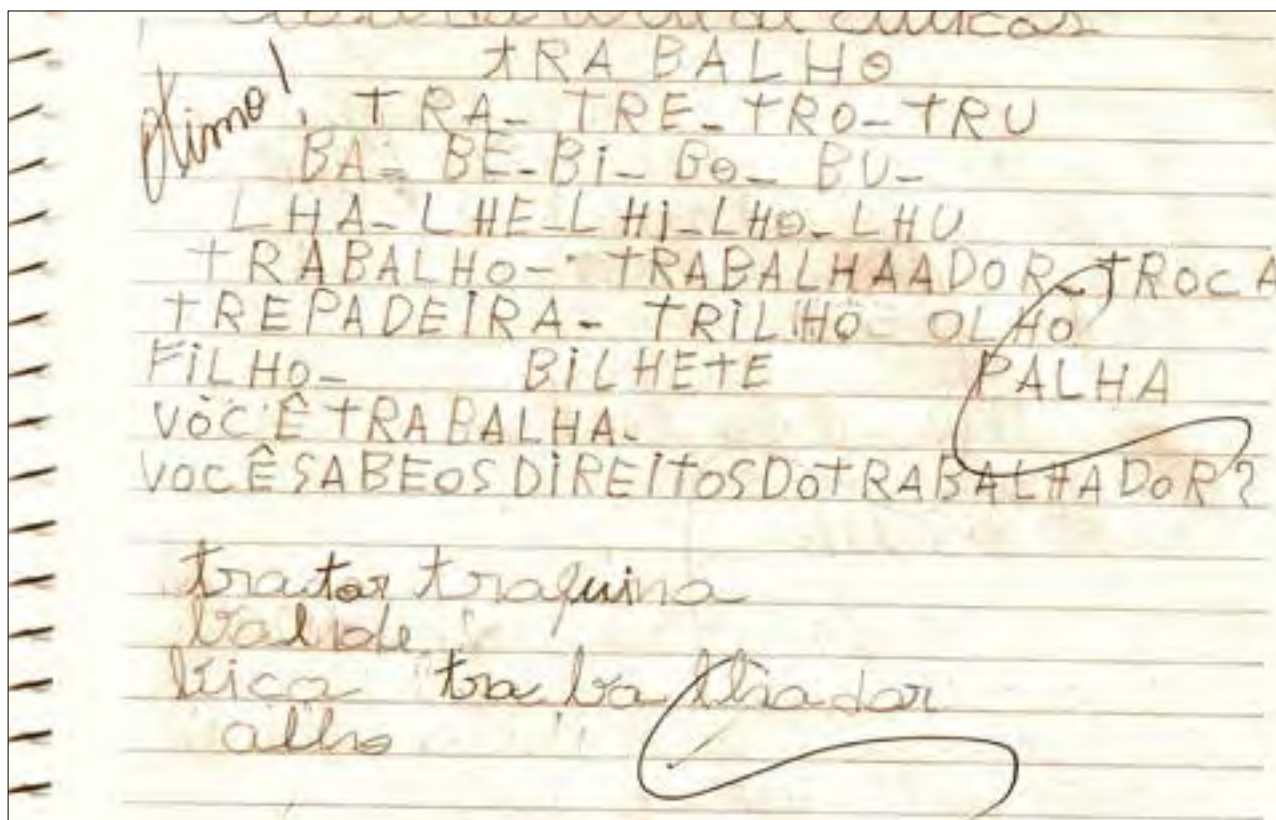 TRABALHO
ótimo! TRA- TRE- TRO- TRU
BA- BE- Bi- Bo- BU-
LHA- LHE- LHi- LHO- LHU
TRABALHO- TRABALHAADOR- TROCA
TREPADEiRA- TRiLHO OLHO
FiLHO- BiLHETE PALHA
VOCÊ TRABALHA.
VOCÊSABEOSDiREiTOSDOTRABALHADOR?
trator traquina
balde
bica trabalhador
alho